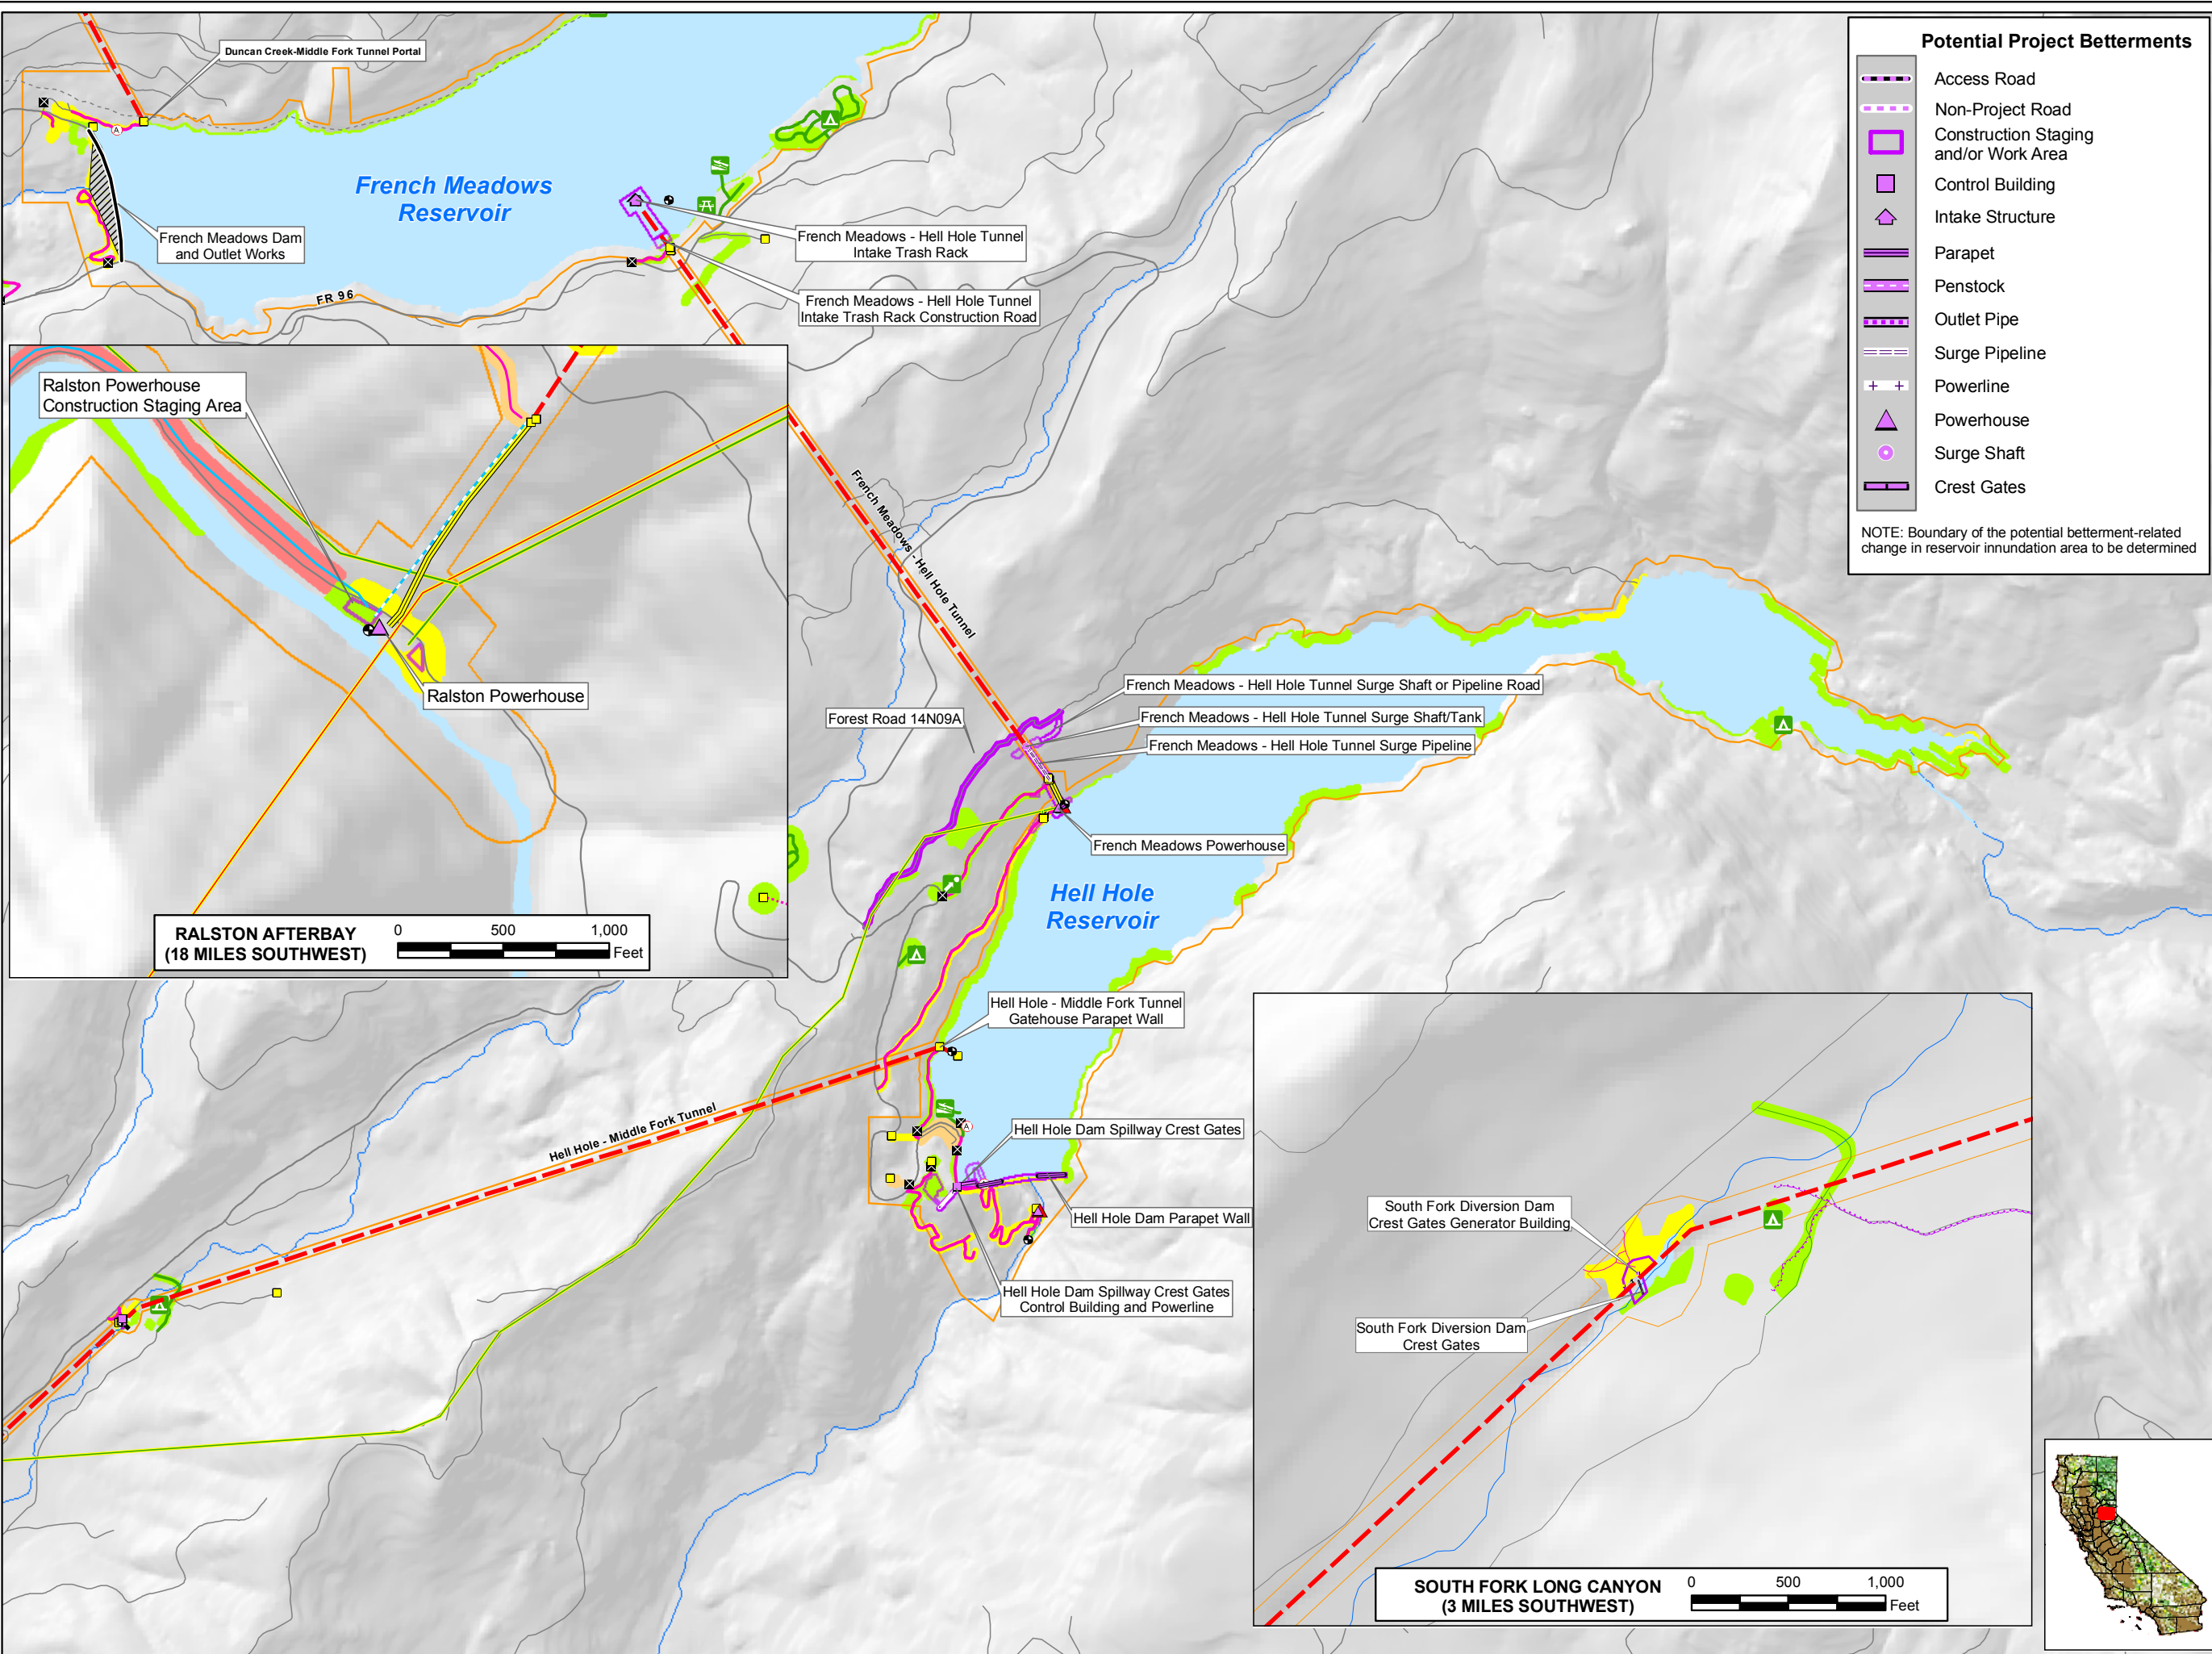 Duncan Creek-Middle Fork Tunnel Portal
French Meadows
Reservoir
French Meadows Dam
and Outlet Works
FR 96
French Meadows - Hell Hole Tunnel
Intake Trash Rack
French Meadows - Hell Hole Tunnel
Intake Trash Rack Construction Road
A
Potential Project Betterments
Access Road
Non-Project Road
Construction Staging
and/or Work Area
Control Building
Intake Structure
Parapet
Penstock
Outlet Pipe
Surge Pipeline
Powerline
Powerhouse
Surge Shaft
Crest Gates
NOTE: Boundary of the potential betterment-related
change in reservoir innundation area to be determined
Ralston Powerhouse
Construction Staging Area
Ralston Powerhouse
RALSTON AFTERBAY
(18 MILES SOUTHWEST)
0 500 1,000
Feet
French Meadows - Hell Hole Tunnel
French Meadows - Hell Hole Tunnel Surge Shaft or Pipeline Road
Forest Road 14N09A
French Meadows - Hell Hole Tunnel Surge Shaft/Tank
French Meadows - Hell Hole Tunnel Surge Pipeline
French Meadows Powerhouse
Hell Hole
Reservoir
Hell Hole - Middle Fork Tunnel
Gatehouse Parapet Wall
Hell Hole - Middle Fork Tunnel
A
Hell Hole Dam Spillway Crest Gates
Hell Hole Dam Parapet Wall
Hell Hole Dam Spillway Crest Gates
Control Building and Powerline
South Fork Diversion Dam
Crest Gates Generator Building
South Fork Diversion Dam
Crest Gates
SOUTH FORK LONG CANYON
(3 MILES SOUTHWEST)
0 500 1,000
Feet